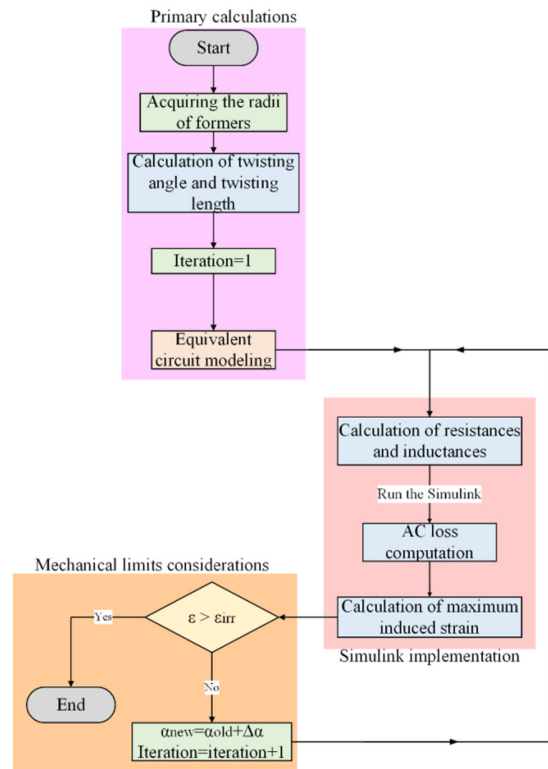 Primary calculations
Start
Acquiring the radii
of formers
Calculation of twisting
angle and twisting
length
Iteration=1
Equivalent
circuit modeling
Calculation of resistances
and inductances
Run the Simulink
AC loss
computation
Calculation of maximum
induced strain
Simulink implementation
Mechanical limits considerations
ε > εirr
Yes
End
No
αnew=αold+Δα
Iteration=iteration+1